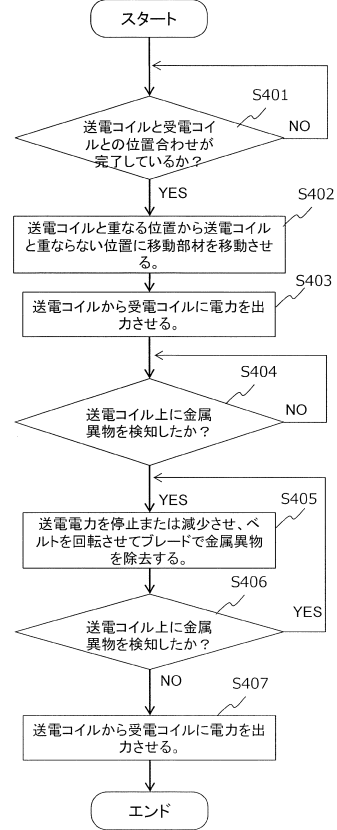 スタート
S401
送電コイルと受電コイ
ルとの位置合わせが
完了しているか？
NO
YES
S402
送電コイルと重なる位置から送電コイル
と重ならない位置に移動部材を移動させ
る。
S403
送電コイルから受電コイルに電力を出
力させる。
S404
送電コイル上に金属
異物を検知したか？
NO
YES
S405
送電電力を停止または減少させ、ベ
ルトを回転させてブレードで金属異物
を除去する。
S406
送電コイル上に金属
異物を検知したか？
YES
NO
S407
送電コイルから受電コイルに電力を出
力させる。
エンド